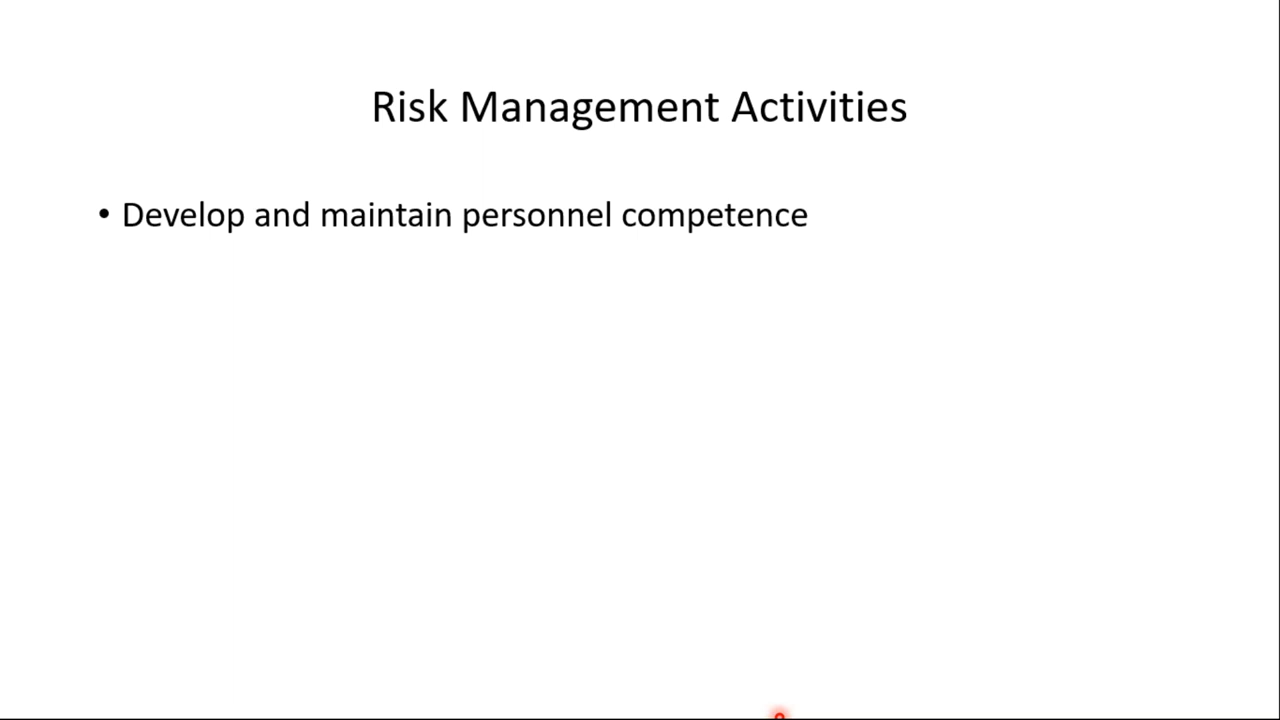 Risk Management Activities
• Develop and maintain personnel competence